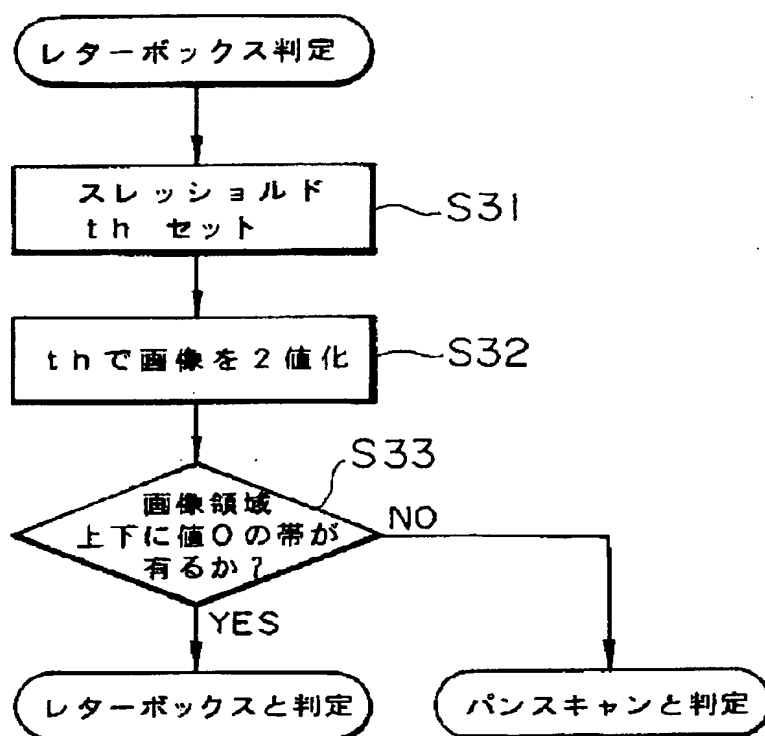 レターボックス判定
スレッショルド
th セット
S31
thで画像を2値化
S32
S33
画像領域
上下に値0の帯が
有るか?
NO
YES
レターボックスと判定
パンスキャンと判定